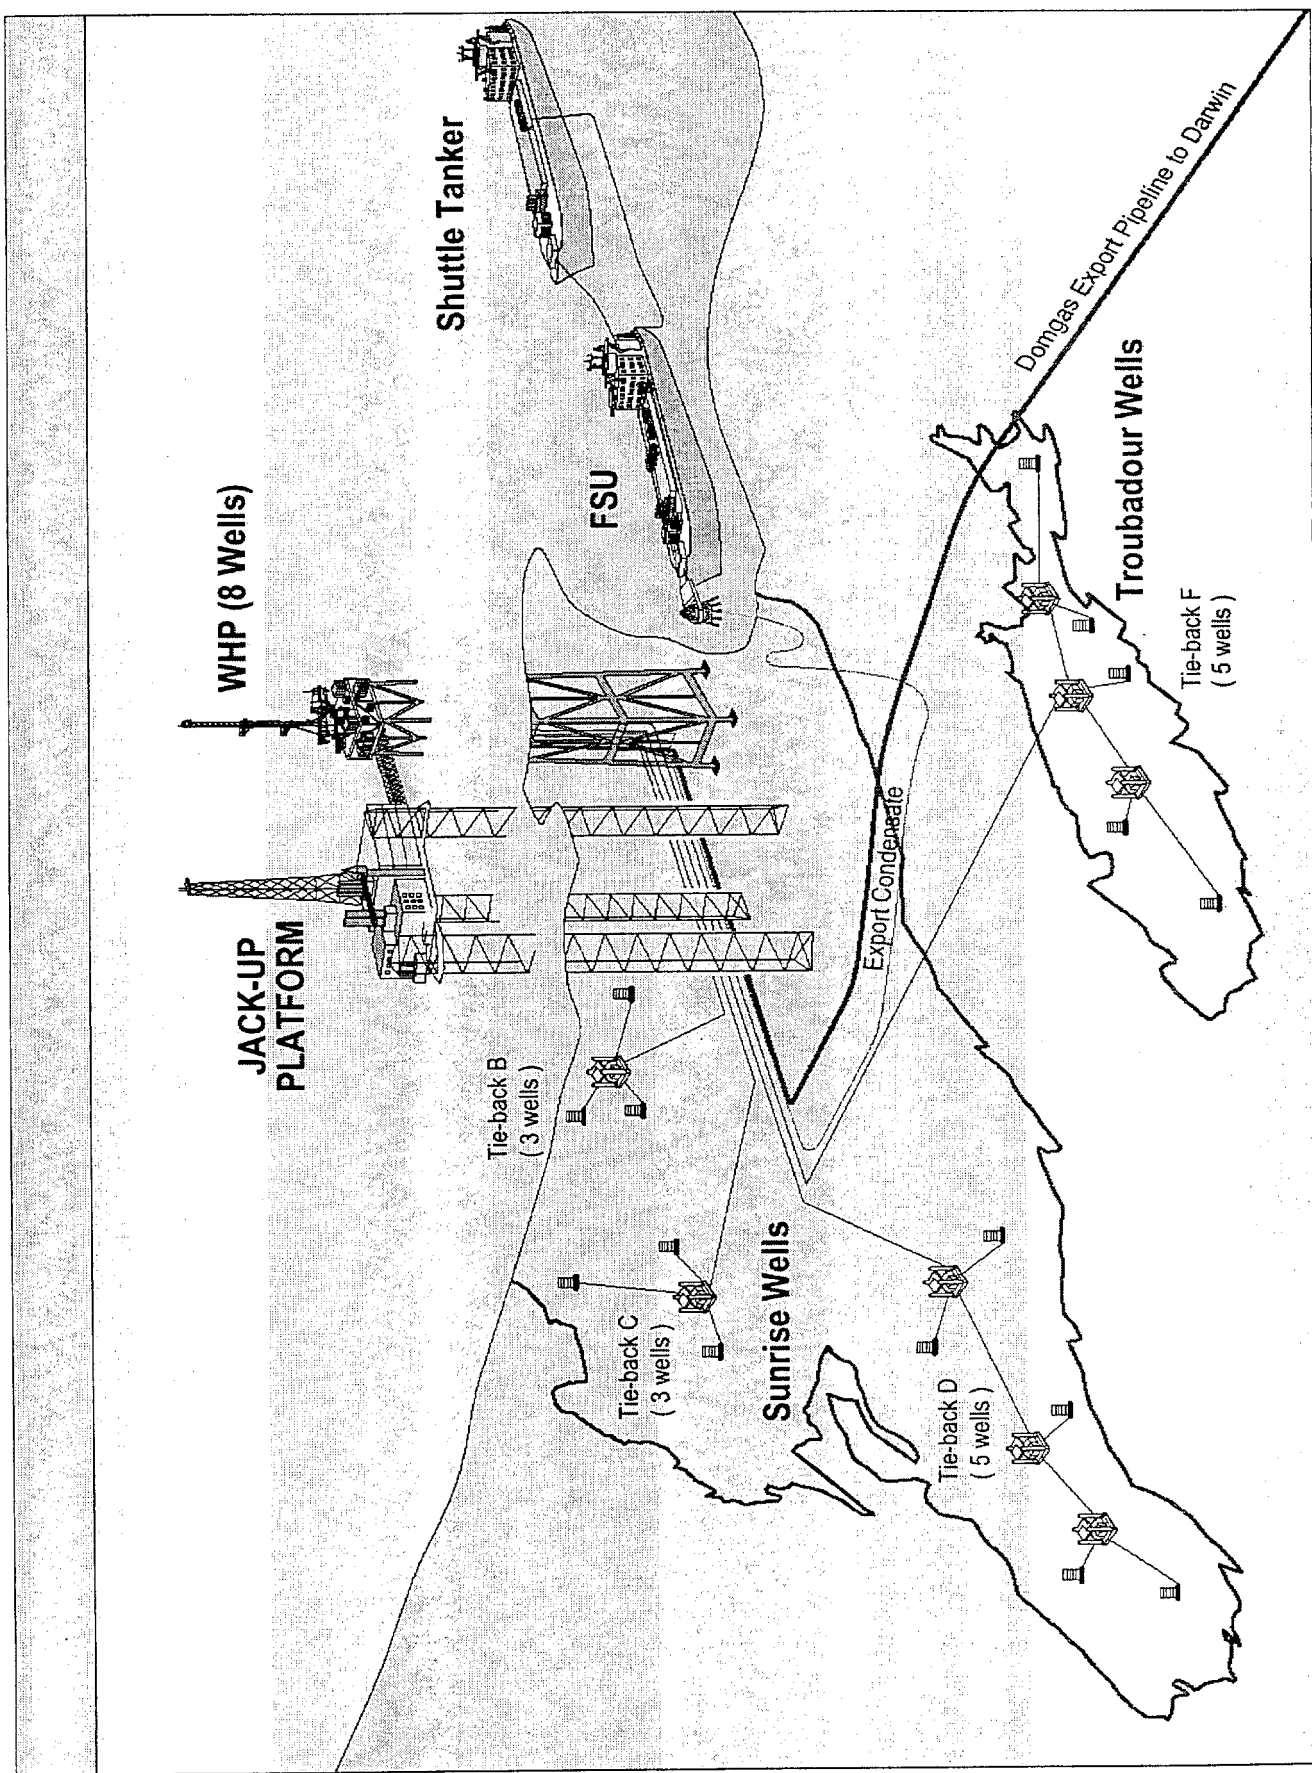 WHP (8 Wells)
JACK-UP
PLATFORM
Shuttle Tanker
FSU
Tie-back B
( 3 wells )
Tie-back C
( 3 wells )
Sunrise Wells
Export Condensate
Tie-back D
( 5 wells )
Domgas Export Pipeline to Darwin
Troubadour Wells
Tie-back F
( 5 wells )